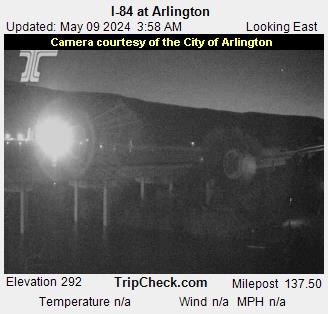 I-84 at Arlington
Updated: May 09 2024 3:58 AM Looking East
Camera courtesy of the City of Arlington
Elevation 292 TripCheck.com Milepost 137.50
Temperature n/a Wind n/a MPH n/a